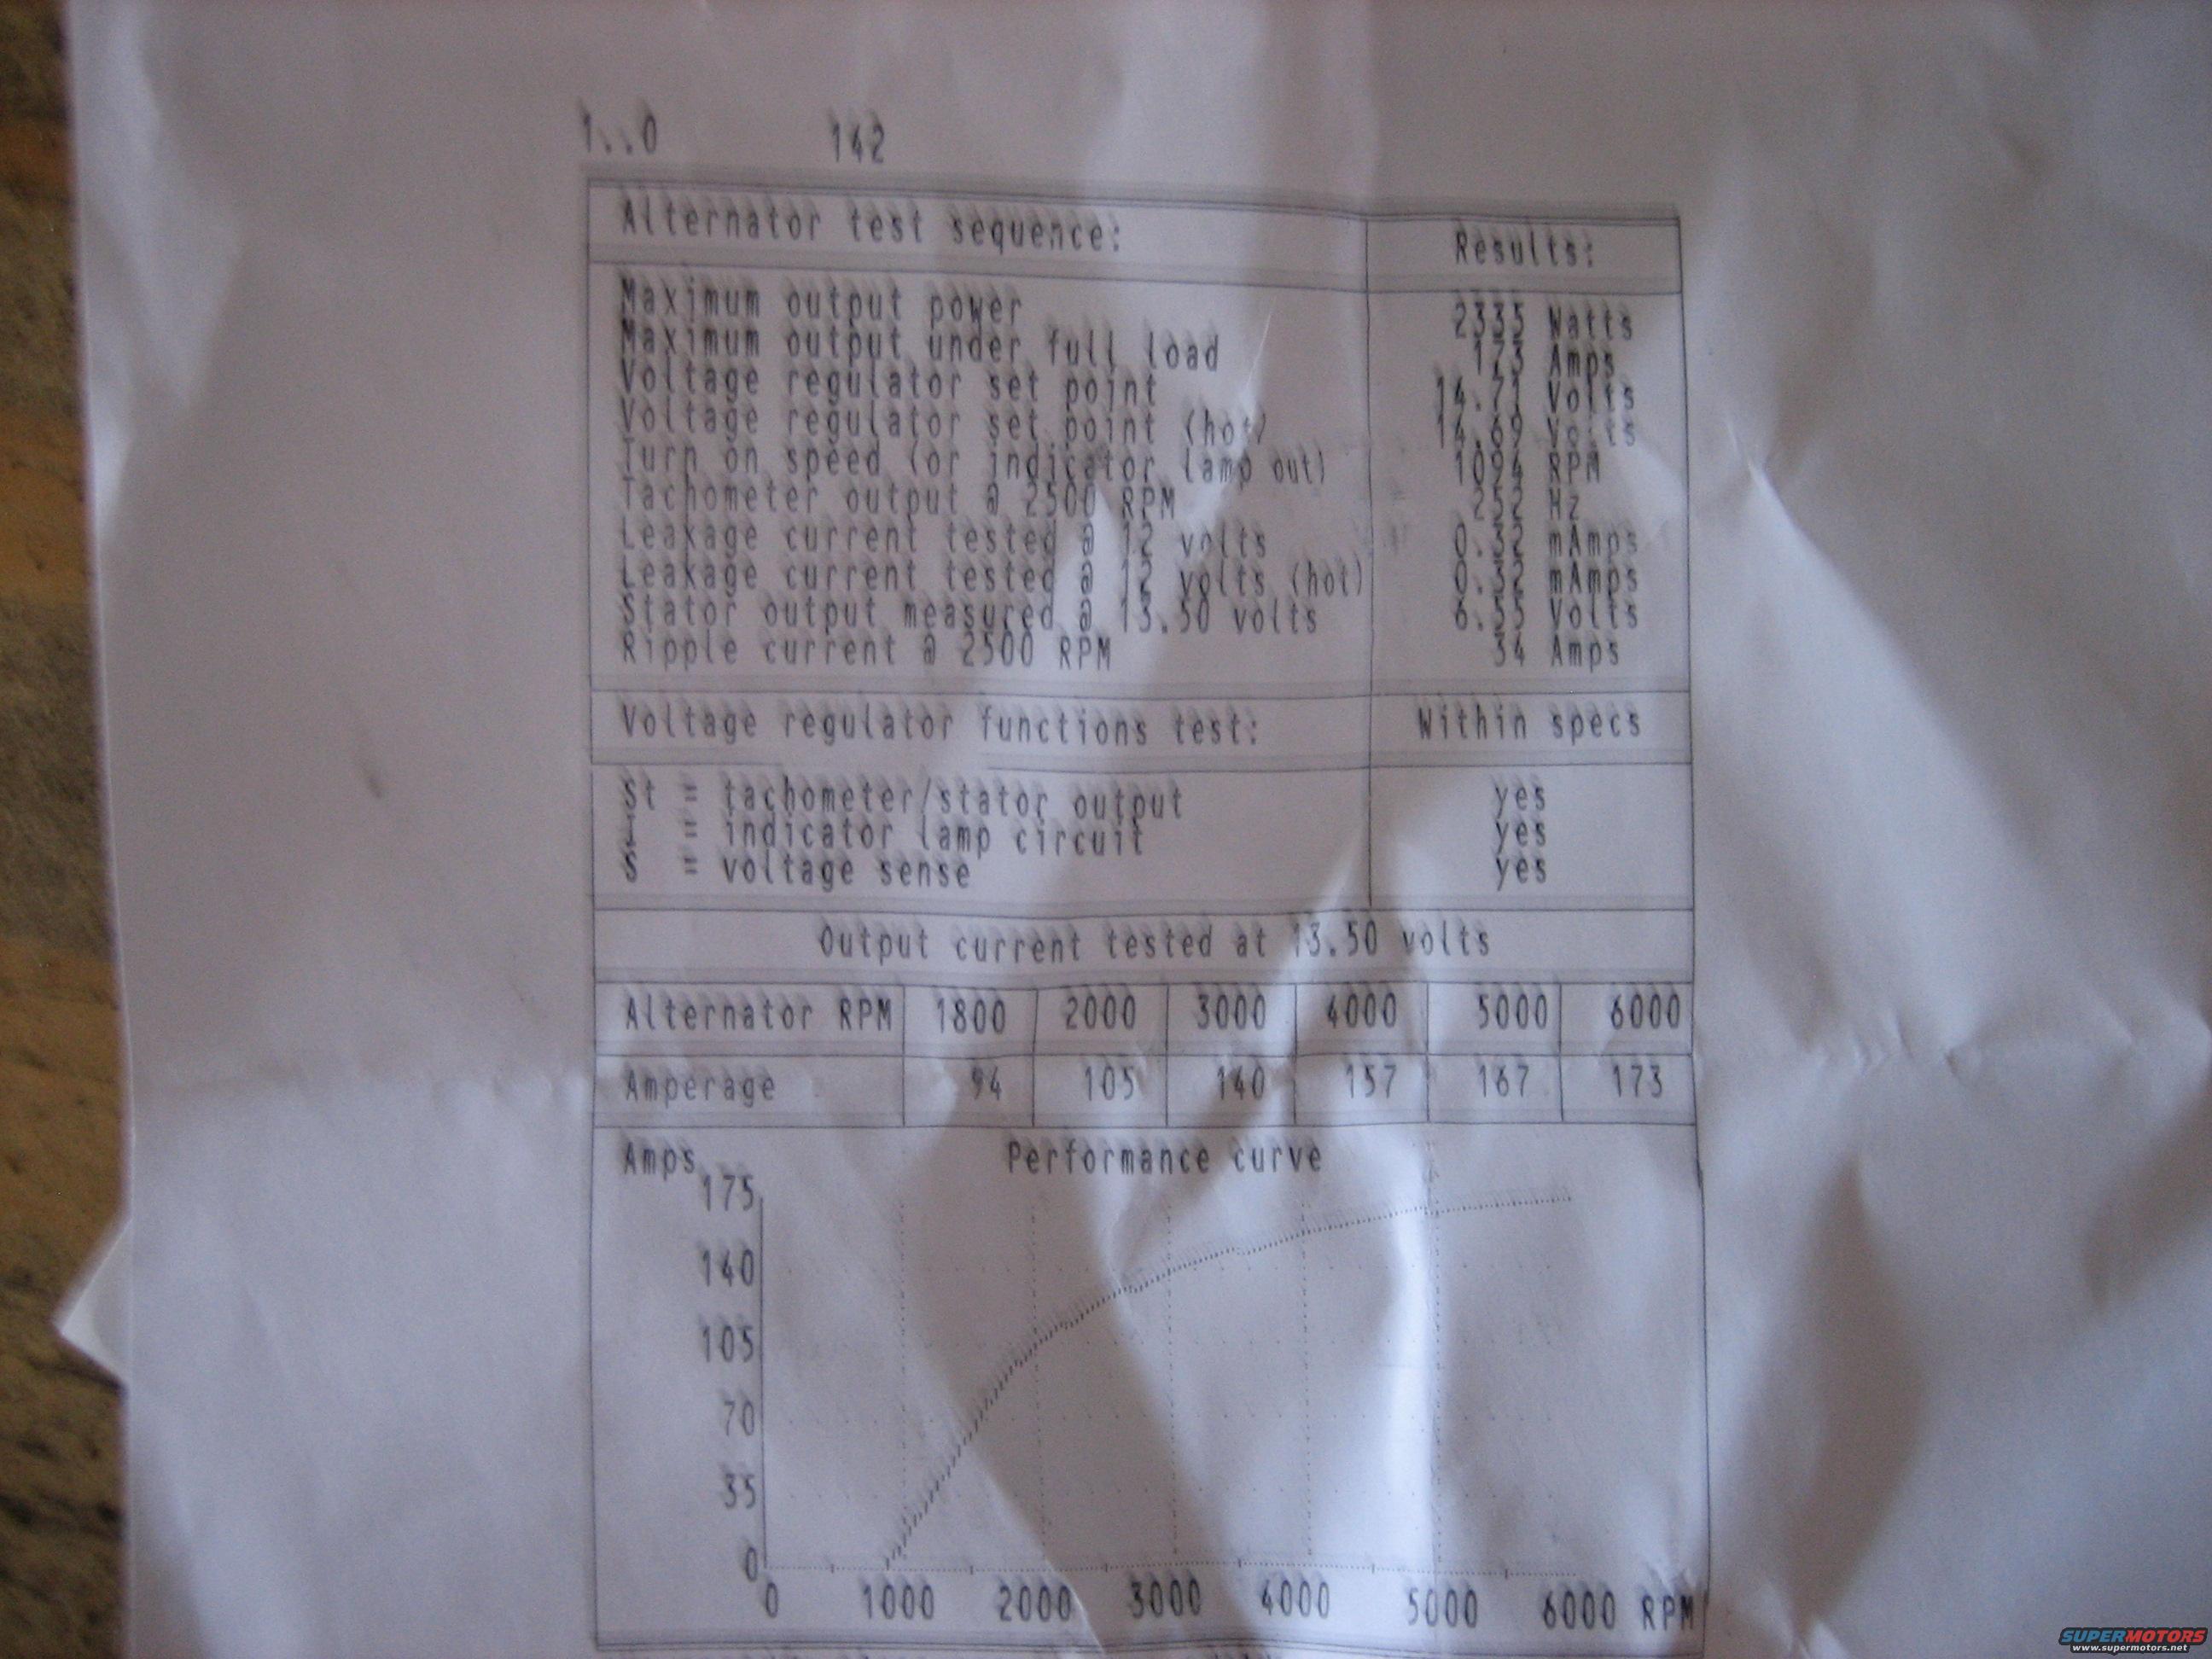 1..0 142
Alternator test sequence: Results:
Maximum output power 2335 Watts
Maximum output under full load 173 Amps
Voltage regulator set point 14.71 Volts
Voltage regulator set point (hot) 14.69 Volts
Turn on speed (or indicator lamp out) 1094 RPM
Tachometer output @ 2500 RPM 252 Hz
Leakage current tested @ 12 volts 0.32 mAmps
Leakage current tested @ 12 volts (hot) 0.32 mAmps
Stator output measured @ 13.50 volts 6.55 Volts
Ripple current @ 2500 RPM 34 Amps
Voltage regulator functions test: Within specs
St = tachometer/stator output yes
I = indicator lamp circuit yes
S = voltage sense yes
Output current tested at 13.50 volts
Alternator RPM 1800 2000 3000 4000 5000 6000
Amperage 94 105 140 157 167 173
Amps Performance curve
175
140
105
70
35
0
0 1000 2000 3000 4000 5000 6000 RPM
SUPERMOTORS
www.supermotors.net